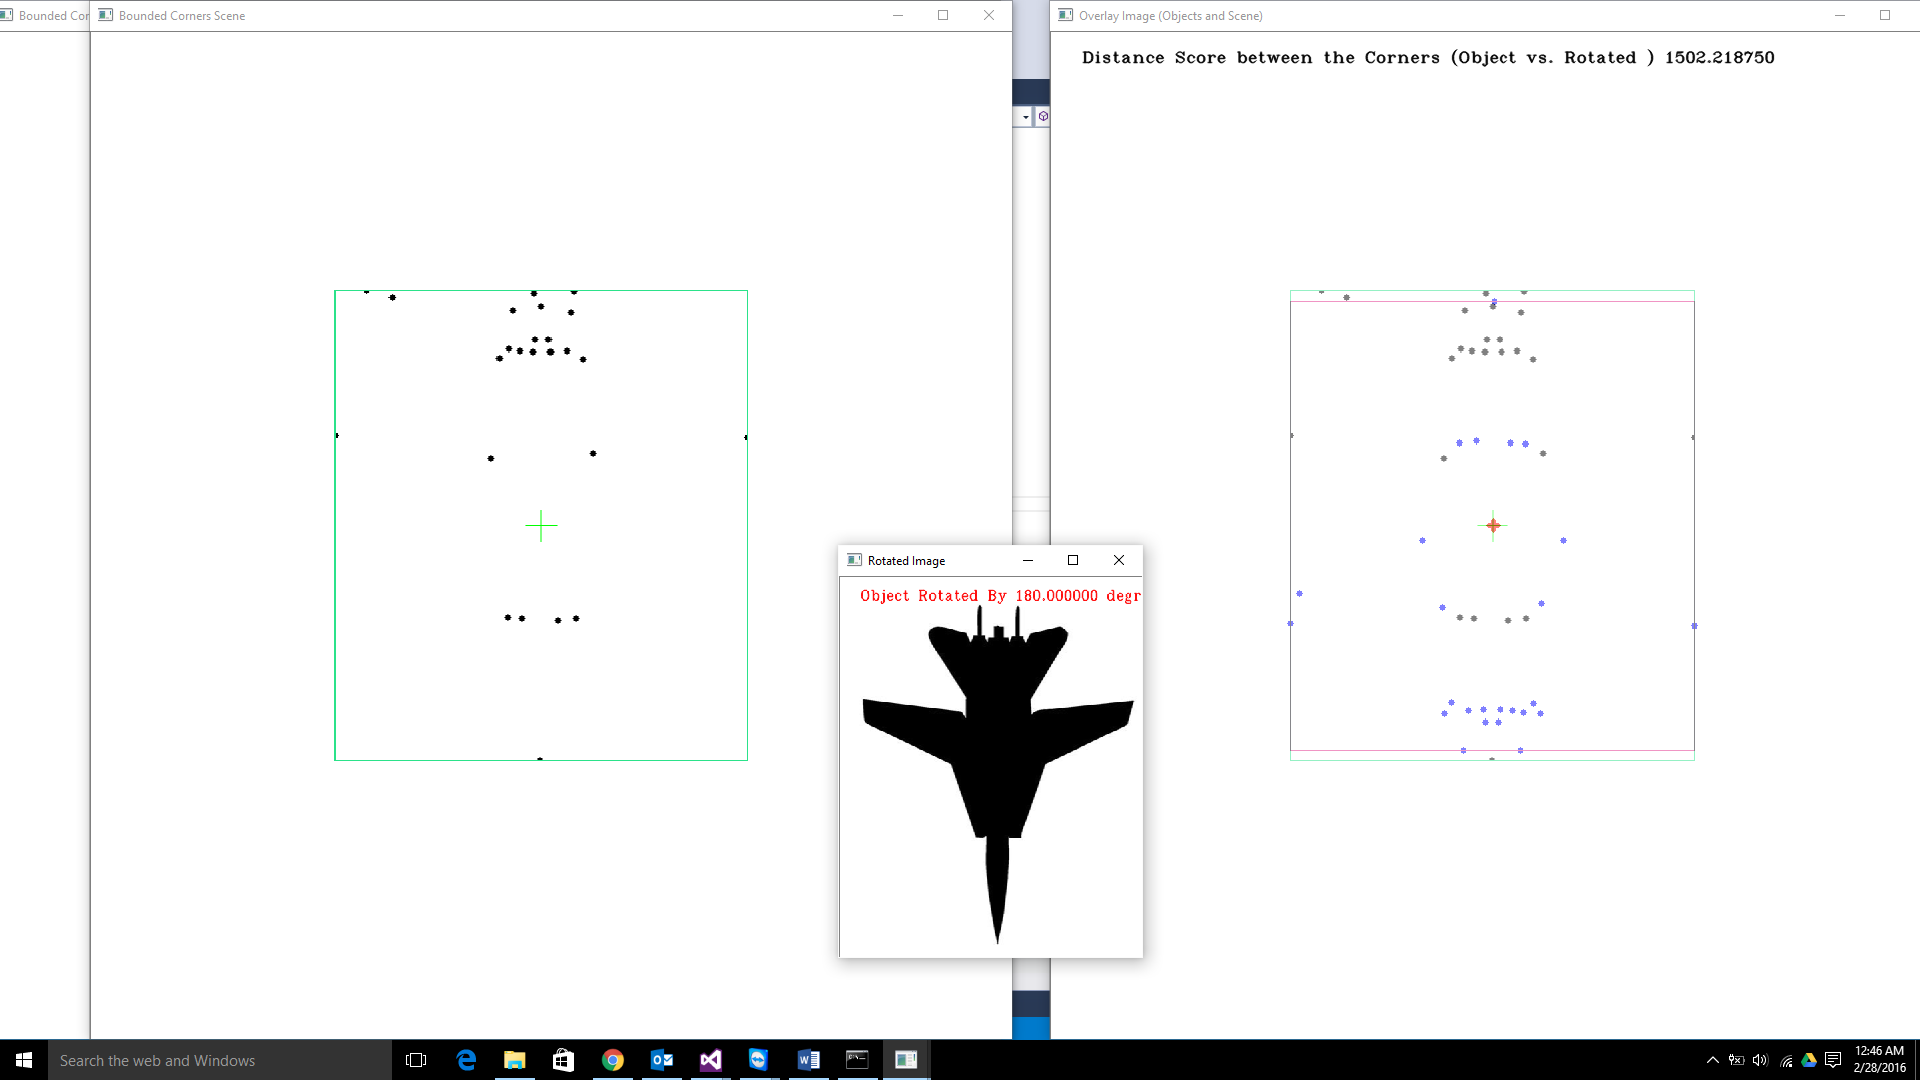 Bounded Cor
Bounded Corners Scene
Overlay Image (Objects and Scene)
Distance Score between the Corners (Object vs. Rotated ) 1502.218750
Rotated Image
Object Rotated By 180.000000 degr
Search the web and Windows
12:46 AM
2/28/2016